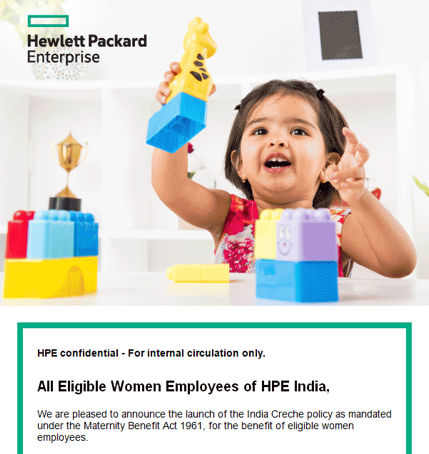 Hewlett Packard
Enterprise
HPE confidential - For internal circulation only.
All Eligible Women Employees of HPE India,
We are pleased to announce the launch of the India Creche policy as mandated
under the Maternity Benefit Act 1961, for the benefit of eligible women
employees.